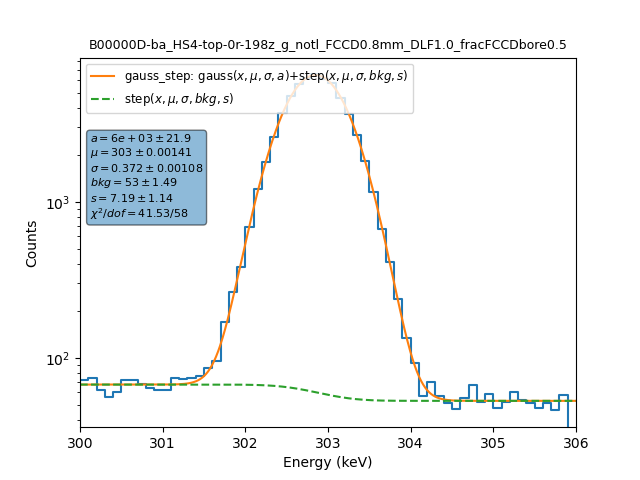 B00000D-ba_HS4-top-0r-198z_g_notl_FCCD0.8mm_DLF1.0_fracFCCDbore0.5
gauss_step: gauss(x, μ, σ, a)+step(x, μ, σ, bkg, s)
step(x, μ, σ, bkg, s)
a = 6e + 03 ± 21.9
μ = 303 ± 0.00141
σ = 0.372 ± 0.00108
bkg = 53 ± 1.49
s = 7.19 ± 1.14
χ²/dof = 41.53/58
Counts
10³
10²
300 301 302 303 304 305 306
Energy (keV)